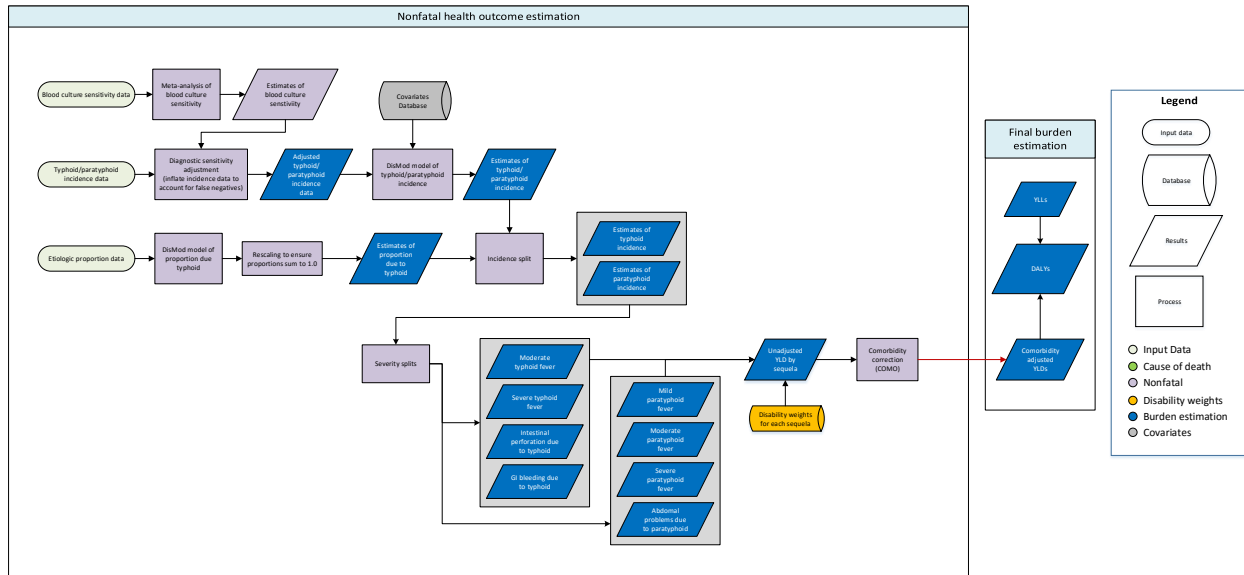 Nonfatal health outcome estimation
Blood culture sensitivity data
Meta-analysis of
blood culture
sensitivity
Estimates of
blood culture
senstiviity
Covariates
Database
Typhoid/paratyphoid
incidence data
Diagnostic sensitivity
adjustment
(inflate incidence data to
account for false negatives)
Adjusted
typhoid/
paratyphoid
incidence
data
DisMod model of
typhoid/paratyphoid
incidence
Estimates of
typhoid/
paratyphoid
incidence
Etiologic proportion data
DisMod model of
proportion due
typhoid
Rescaling to ensure
proportions sum to 1.0
Estimates of
proportion
due to typhoid
Incidence split
Estimates of
typhoid
incidence
Estimates of
paratyphoid
incidence
Severity splits
Moderate
typhoid fever
Severe typhoid
fever
Intestinal
perforation due
to typhoid
GI bleeding due
to typhoid
Mild
paratyphoid
fever
Moderate
paratyphoid
fever
Severe
paratyphoid
fever
Abdomal
problems due
to paratyphoid
Unadjusted
YLD by
sequela
Disability weights
for each sequela
Comorbidity
correction
(COMO)
Final burden
estimation
YLLs
DALYs
Comorbidity
adjusted
YLDs
Legend
Input data
Database
Results
Process
Input Data
Cause of death
Nonfatal
Disability weights
Burden estimation
Covariates